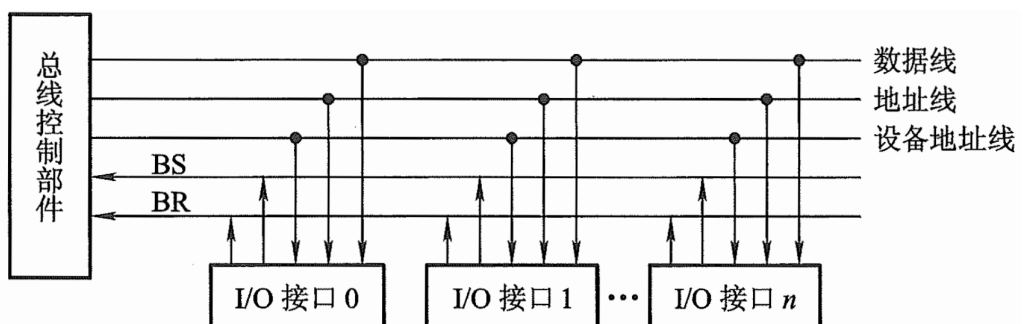 总线控制部件
数据线
地址线
设备地址线
BS
BR
I/O 接口 0
I/O 接口 1
…
I/O 接口 n